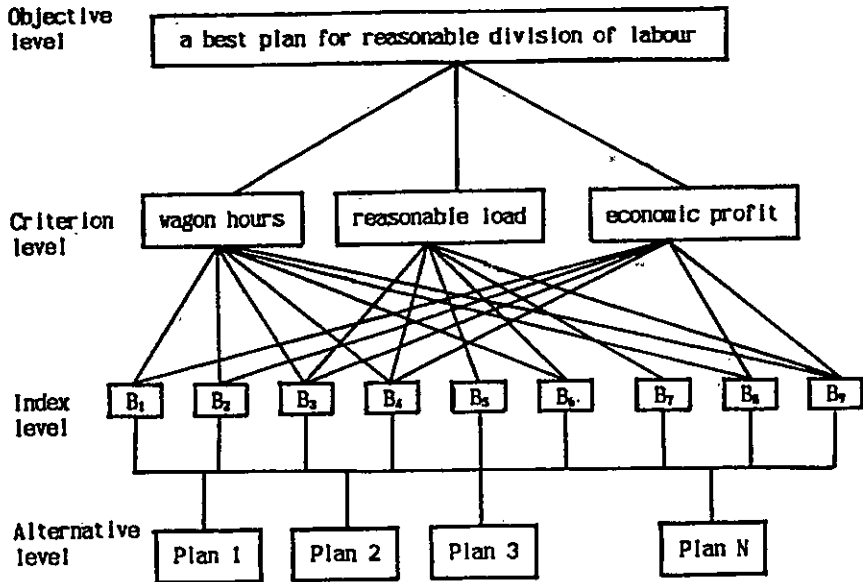 Objective
level
a best plan for reasonable division of labour
Criterion
level
wagon hours
reasonable load
economic profit
Index
level
B₁
B₂
B₃
B₄
B₅
B₆
B₇
B₈
B₉
Alternative
level
Plan 1
Plan 2
Plan 3
Plan N